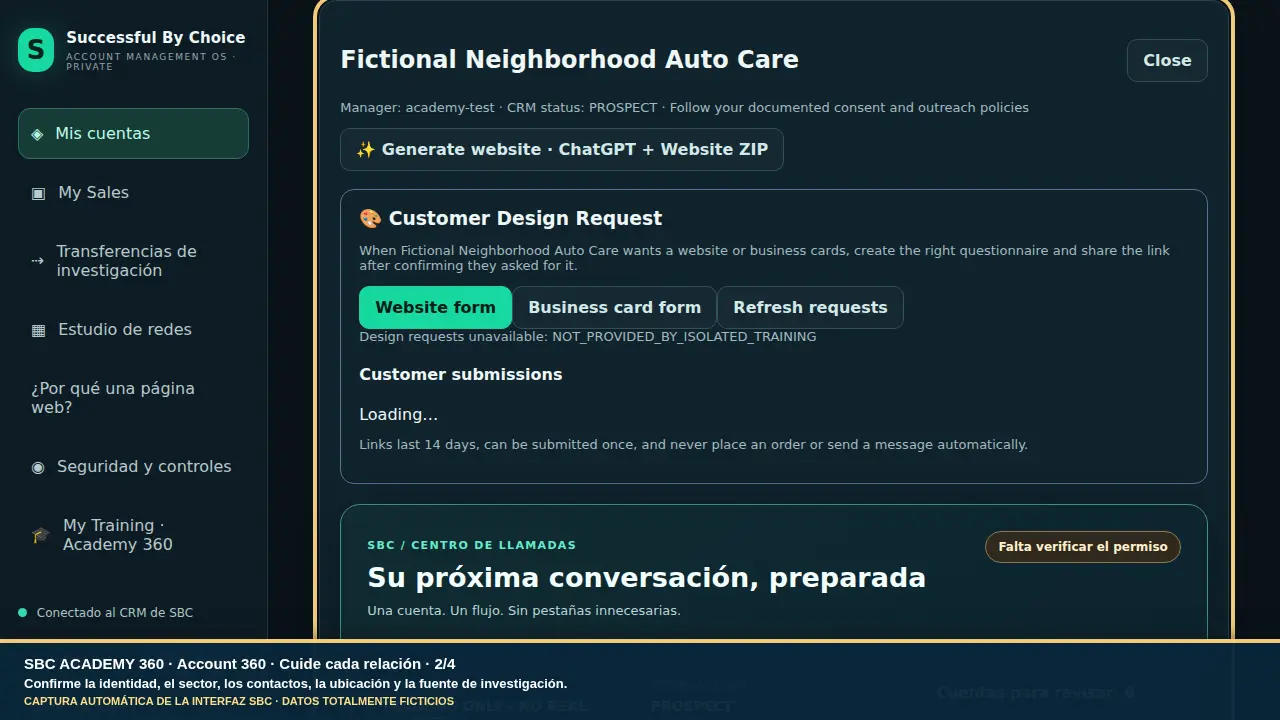 S
Successful By Choice
ACCOUNT MANAGEMENT OS ·
PRIVATE
Mis cuentas
My Sales
Transferencias de
investigación
Estudio de redes
¿Por qué una página
web?
Seguridad y controles
My Training ·
Academy 360
Conectado al CRM de SBC
Fictional Neighborhood Auto Care
Close
Manager: academy-test · CRM status: PROSPECT · Follow your documented consent and outreach policies
✨ Generate website · ChatGPT + Website ZIP
🎨 Customer Design Request
When Fictional Neighborhood Auto Care wants a website or business cards, create the right questionnaire and share the link
after confirming they asked for it.
Website form
Business card form
Refresh requests
Design requests unavailable: NOT_PROVIDED_BY_ISOLATED_TRAINING
Customer submissions
Loading...
Links last 14 days, can be submitted once, and never place an order or send a message automatically.
SBC / CENTRO DE LLAMADAS
Falta verificar el permiso
Su próxima conversación, preparada
Una cuenta. Un flujo. Sin pestañas innecesarias.
SBC ACADEMY 360 · Account 360 · Cuide cada relación · 2/4
Confirme la identidad, el sector, los contactos, la ubicación y la fuente de investigación.
CAPTURA AUTOMÁTICA DE LA INTERFAZ SBC · DATOS TOTALMENTE FICTICIOS
Cuentas para revisar
PROSPECT